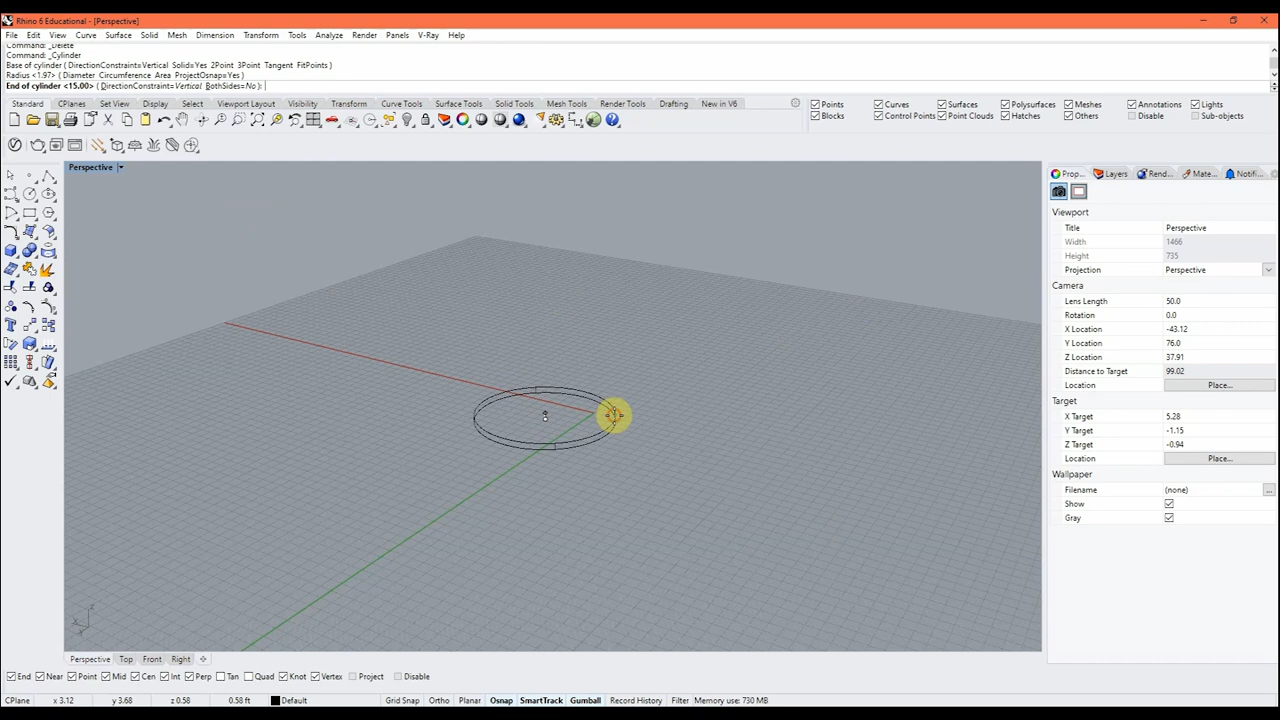 Rhino 6 Educational - [Perspective]
File Edit View Curve Surface Solid Mesh Dimension Transform Tools Analyze Render Panels V-Ray Help
Command: _Delete
Command: _Cylinder
Base of cylinder ( DirectionConstraint=Vertical Solid=Yes 2Point 3Point Tangent FitPoints )
Radius <1.97> ( Diameter Circumference Area ProjectOsnap=Yes )
End of cylinder <15.00> ( DirectionConstraint=Vertical BothSides=No ):
Standard CPlanes Set View Display Select Viewport Layout Visibility Transform Curve Tools Surface Tools Solid Tools Mesh Tools Render Tools Drafting New in V6
Points Curves Surfaces Polysurfaces Meshes Annotations Lights
Blocks Control Points Point Clouds Hatches Others Disable Sub-objects
Perspective
Prop... Layers Rend... Mate... Notifi...
Viewport
Title Perspective
Width 1466
Height 735
Projection Perspective
Camera
Lens Length 50.0
Rotation 0.0
X Location -43.12
Y Location 76.0
Z Location 37.91
Distance to Target 99.02
Location Place...
Target
X Target 5.28
Y Target -1.15
Z Target -0.94
Location Place...
Wallpaper
Filename (none) ...
Show
Gray
Perspective Top Front Right
End Near Point Mid Cen Int Perp Tan Quad Knot Vertex Project Disable
CPlane x 3.12 y 3.68 z 0.58 0.58 ft Default Grid Snap Ortho Planar Osnap SmartTrack Gumball Record History Filter Memory use: 730 MB